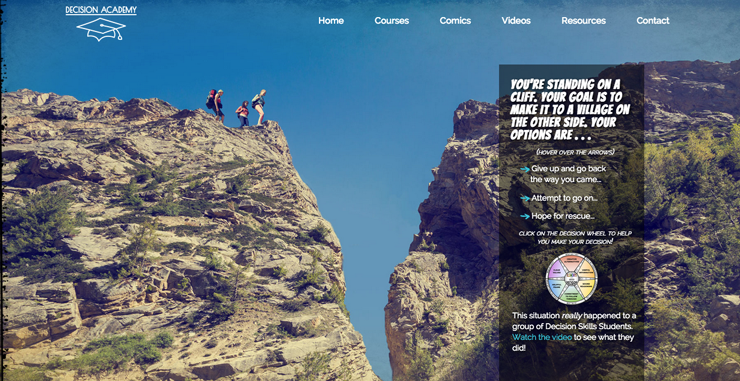 DECISION ACADEMY
Home Courses Comics Videos Resources Contact
YOU'RE STANDING ON A
CLIFF. YOUR GOAL IS TO
MAKE IT TO A VILLAGE ON
THE OTHER SIDE. YOUR
OPTIONS ARE . . .
(HOVER OVER THE ARROWS)
Give up and go back
the way you came...
Attempt to go on...
Hope for rescue...
CLICK ON THE DECISION WHEEL TO HELP
YOU MAKE YOUR DECISION!
This situation really happened to a
group of Decision Skills Students.
Watch the video to see what they
did!